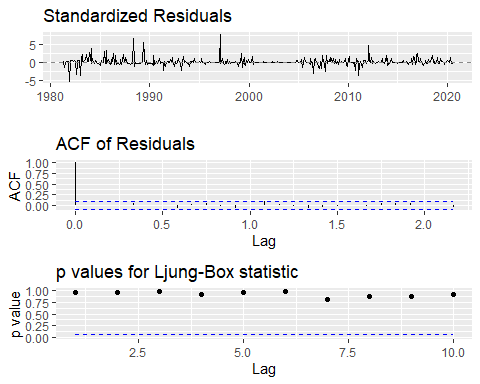 Standardized Residuals
5
0
-5
1980 1990 2000 2010 2020
ACF of Residuals
ACF
1.00
0.75
0.50
0.25
0.00
0.0 0.5 1.0 1.5 2.0
Lag
p values for Ljung-Box statistic
p value
1.00
0.75
0.50
0.25
0.00
2.5 5.0 7.5 10.0
Lag